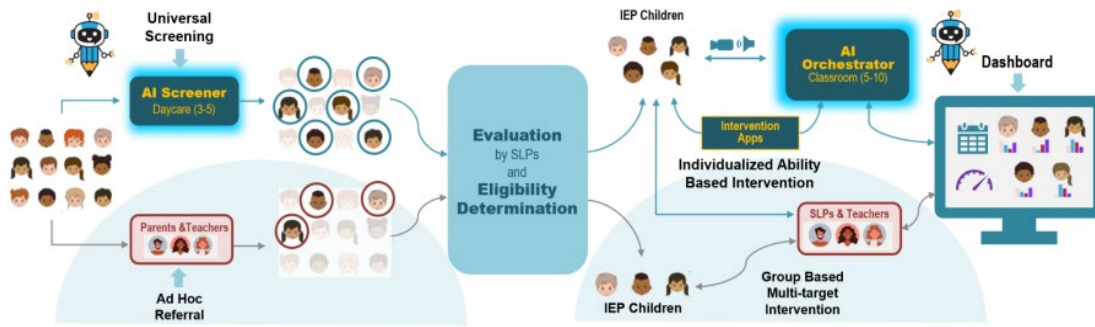 Universal
Screening
AI Screener
Daycare (3-5)
Parents &Teachers
Ad Hoc
Referral
Evaluation
by SLPs
and
Eligibility
Determination
IEP Children
AI
Orchestrator
Classroom (5-10)
Intervention
Apps
Individualized Ability
Based Intervention
SLPs & Teachers
Group Based
Multi-target
Intervention
IEP Children
Dashboard